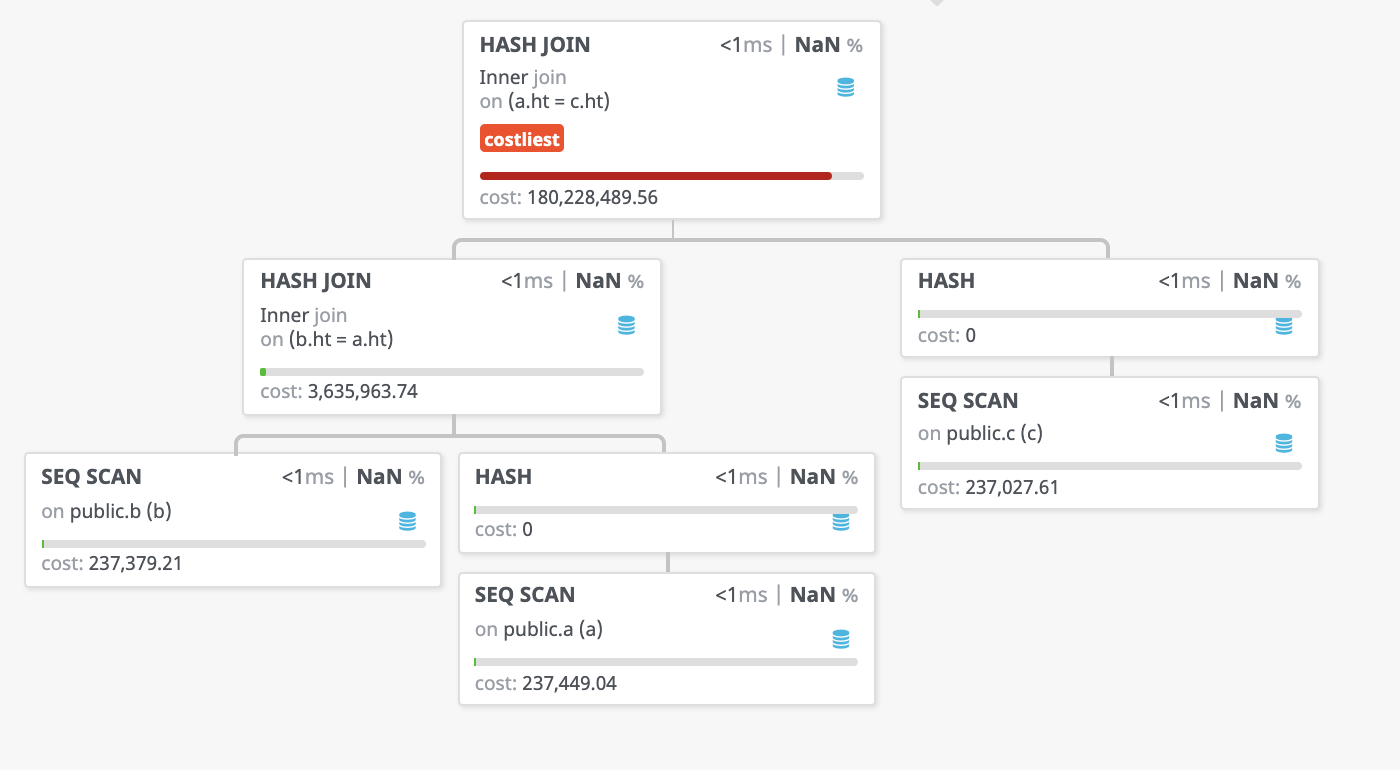 HASH JOIN <1ms | NaN %
Inner join
on (a.ht = c.ht)
costliest
cost: 180,228,489.56
HASH JOIN <1ms | NaN %
Inner join
on (b.ht = a.ht)
cost: 3,635,963.74
HASH <1ms | NaN %
cost: 0
SEQ SCAN <1ms | NaN %
on public.c (c)
cost: 237,027.61
SEQ SCAN <1ms | NaN %
on public.b (b)
cost: 237,379.21
HASH <1ms | NaN %
cost: 0
SEQ SCAN <1ms | NaN %
on public.a (a)
cost: 237,449.04